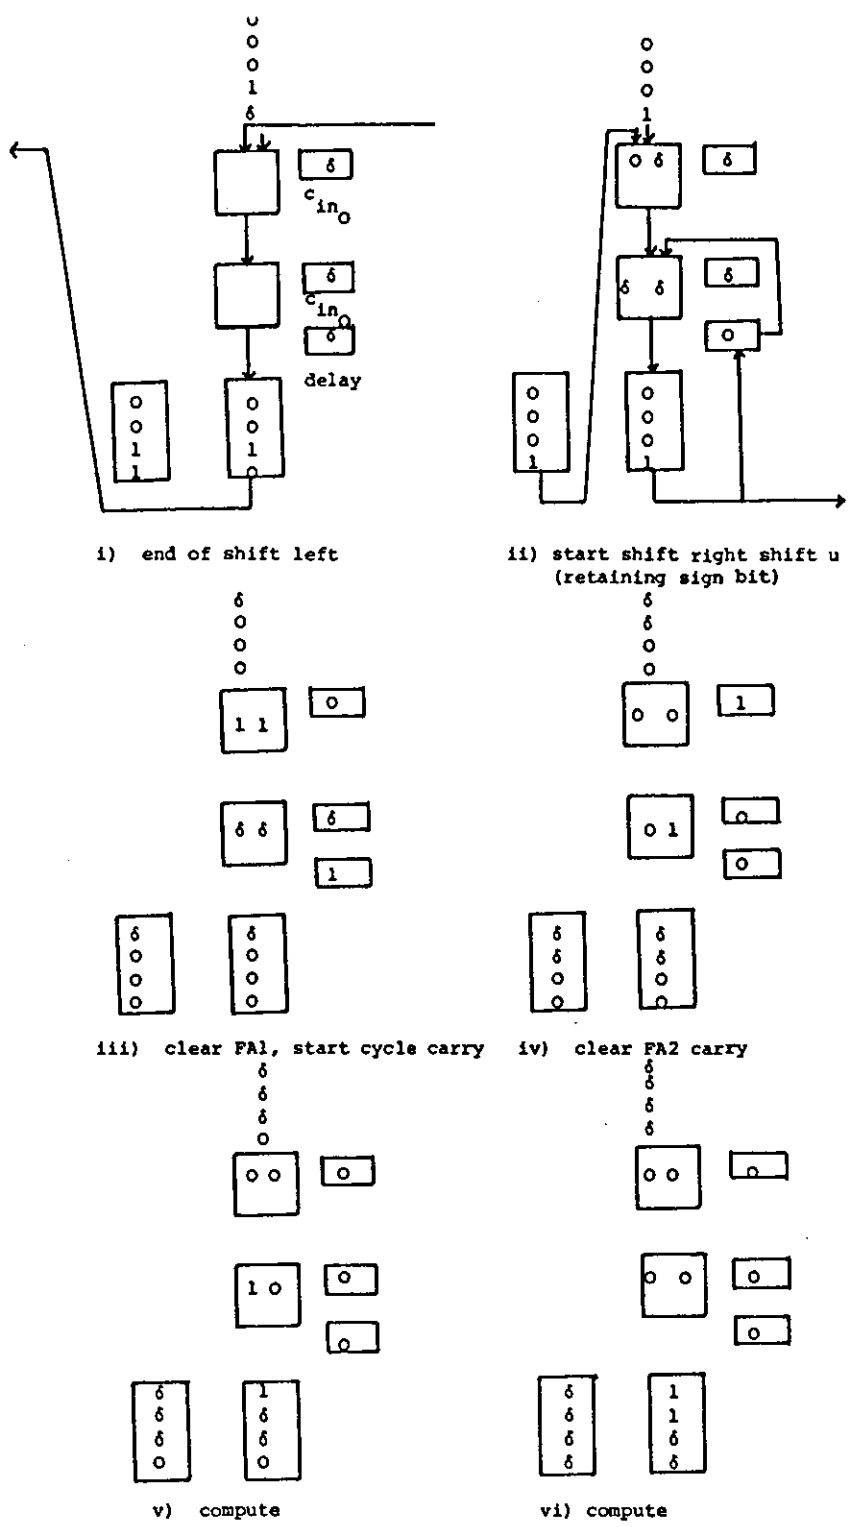 o
o
o
1
δ
δ
c in o
δ
c in o
δ
delay
o
o
1
1
o
o
1
o
i) end of shift left
o
o
o
1
o δ
δ
δ δ
δ
o
o
o
o
1
o
o
o
1
ii) start shift right shift u
(retaining sign bit)
δ
o
o
o
1 1
o
δ δ
δ
1
δ
o
o
o
δ
o
o
o
iii) clear FA1, start cycle carry
δ
δ
o
o
o o
1
o 1
o
o
δ
δ
o
o
δ
δ
o
o
iv) clear FA2 carry
δ
δ
δ
o
o o
o
1 o
o
o
δ
δ
δ
o
1
δ
δ
o
v) compute
δ
δ
δ
δ
o o
o
o o
o
o
δ
δ
δ
δ
1
1
δ
δ
vi) compute